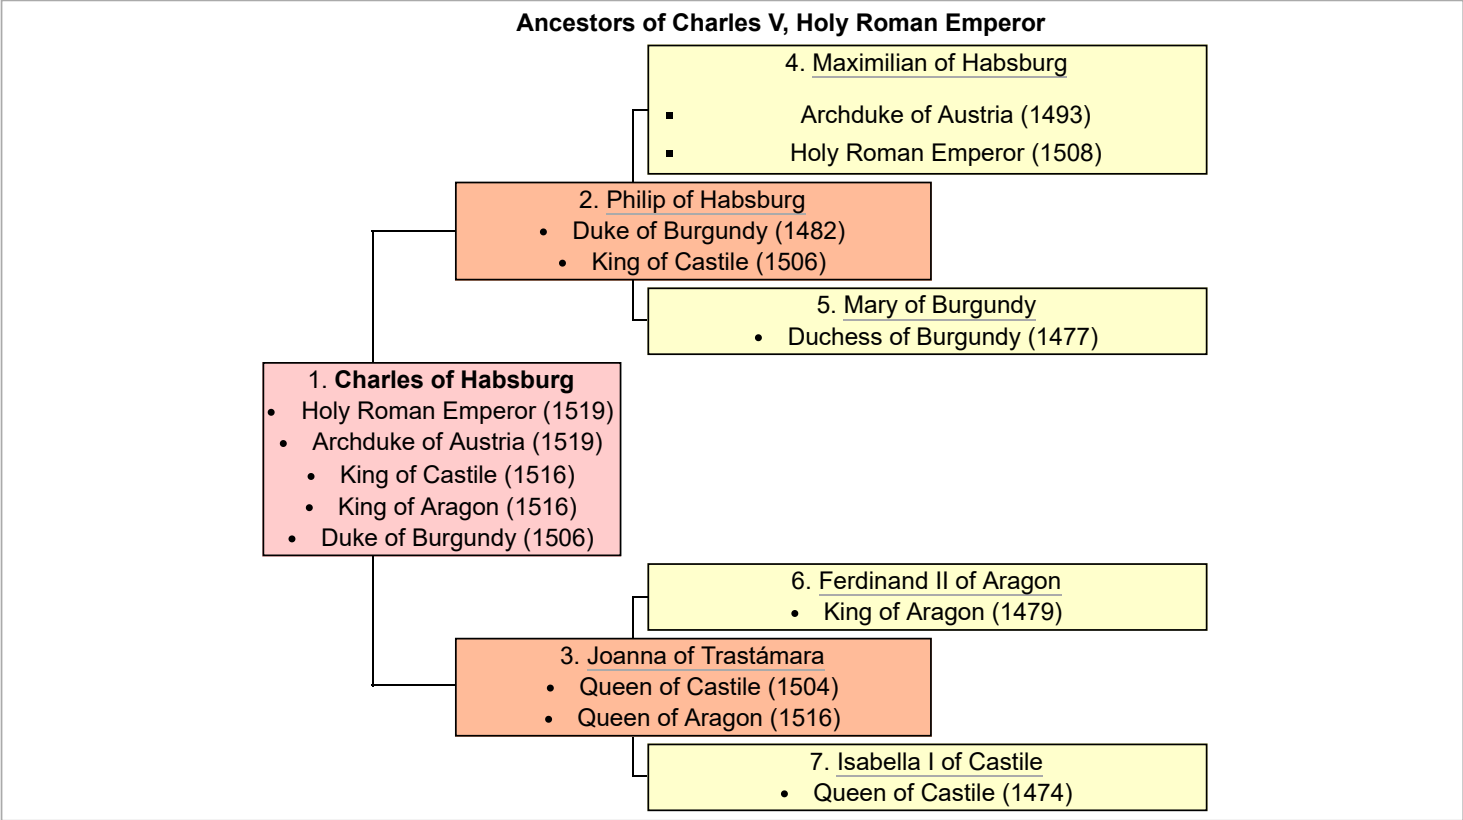 Ancestors of Charles V, Holy Roman Emperor
4. Maximilian of Habsburg
▪ Archduke of Austria (1493)
▪ Holy Roman Emperor (1508)
2. Philip of Habsburg
• Duke of Burgundy (1482)
• King of Castile (1506)
5. Mary of Burgundy
• Duchess of Burgundy (1477)
1. Charles of Habsburg
• Holy Roman Emperor (1519)
• Archduke of Austria (1519)
• King of Castile (1516)
• King of Aragon (1516)
• Duke of Burgundy (1506)
6. Ferdinand II of Aragon
• King of Aragon (1479)
3. Joanna of Trastámara
• Queen of Castile (1504)
• Queen of Aragon (1516)
7. Isabella I of Castile
• Queen of Castile (1474)